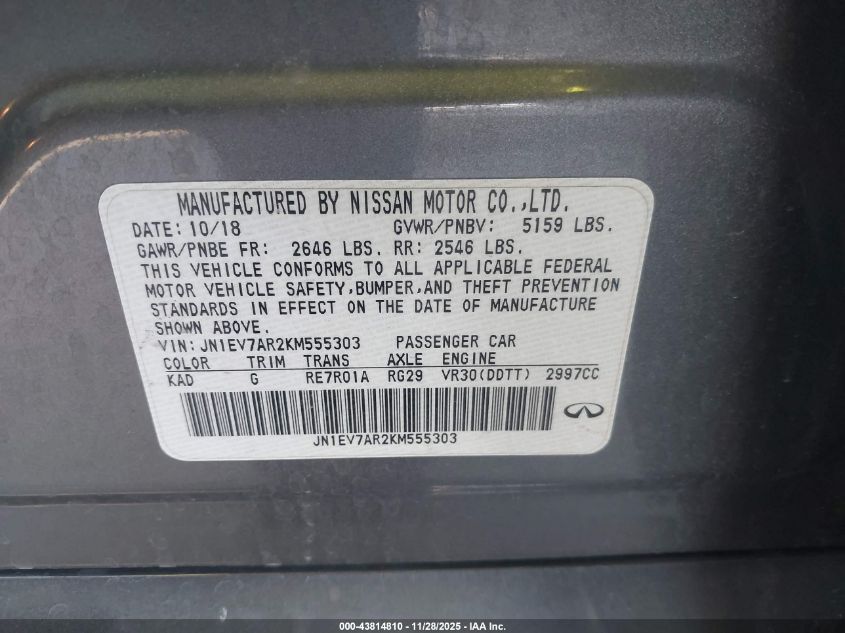 MANUFACTURED BY NISSAN MOTOR CO.,LTD.
DATE: 10/18 GVWR/PNBV: 5159 LBS.
GAWR/PNBE FR: 2646 LBS. RR: 2546 LBS.
THIS VEHICLE CONFORMS TO ALL APPLICABLE FEDERAL
MOTOR VEHICLE SAFETY,BUMPER,AND THEFT PREVENTION
STANDARDS IN EFFECT ON THE DATE OF MANUFACTURE
SHOWN ABOVE.
VIN: JN1EV7AR2KM555303 PASSENGER CAR
COLOR TRIM TRANS AXLE ENGINE
KAD G RE7R01A RG29 VR30(DDTT) 2997CC
JN1EV7AR2KM555303
000-43814810 | 11/28/2025 - IAA Inc.